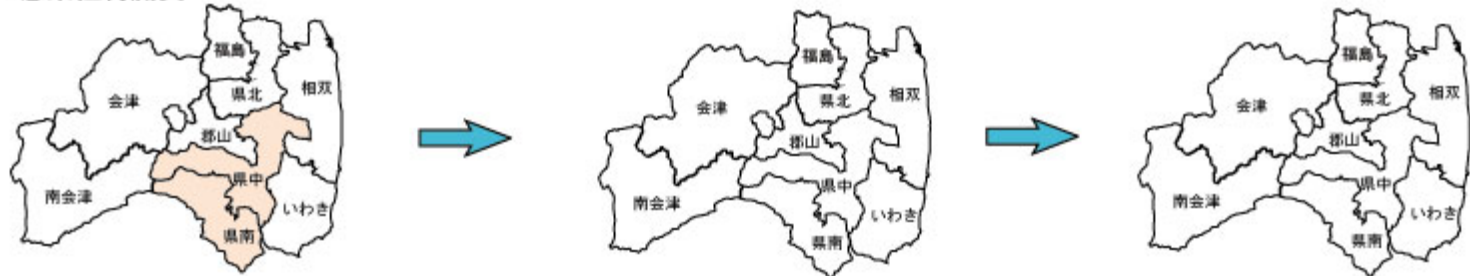 福島
相双
県北
会津
郡山
県中
南会津
いわき
県南
福島
相双
県北
会津
郡山
県中
南会津
いわき
県南
福島
相双
県北
会津
郡山
県中
南会津
いわき
県南